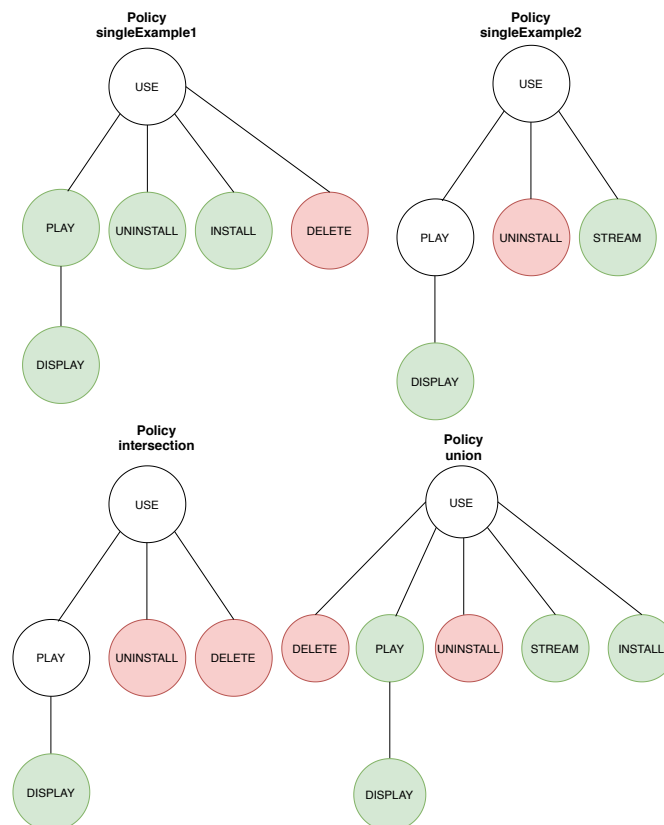 Policy
singleExample1
USE
PLAY
UNINSTALL
INSTALL
DELETE
DISPLAY
Policy
singleExample2
USE
PLAY
UNINSTALL
STREAM
DISPLAY
Policy
intersection
USE
PLAY
UNINSTALL
DELETE
DISPLAY
Policy
union
USE
DELETE
PLAY
UNINSTALL
STREAM
INSTALL
DISPLAY